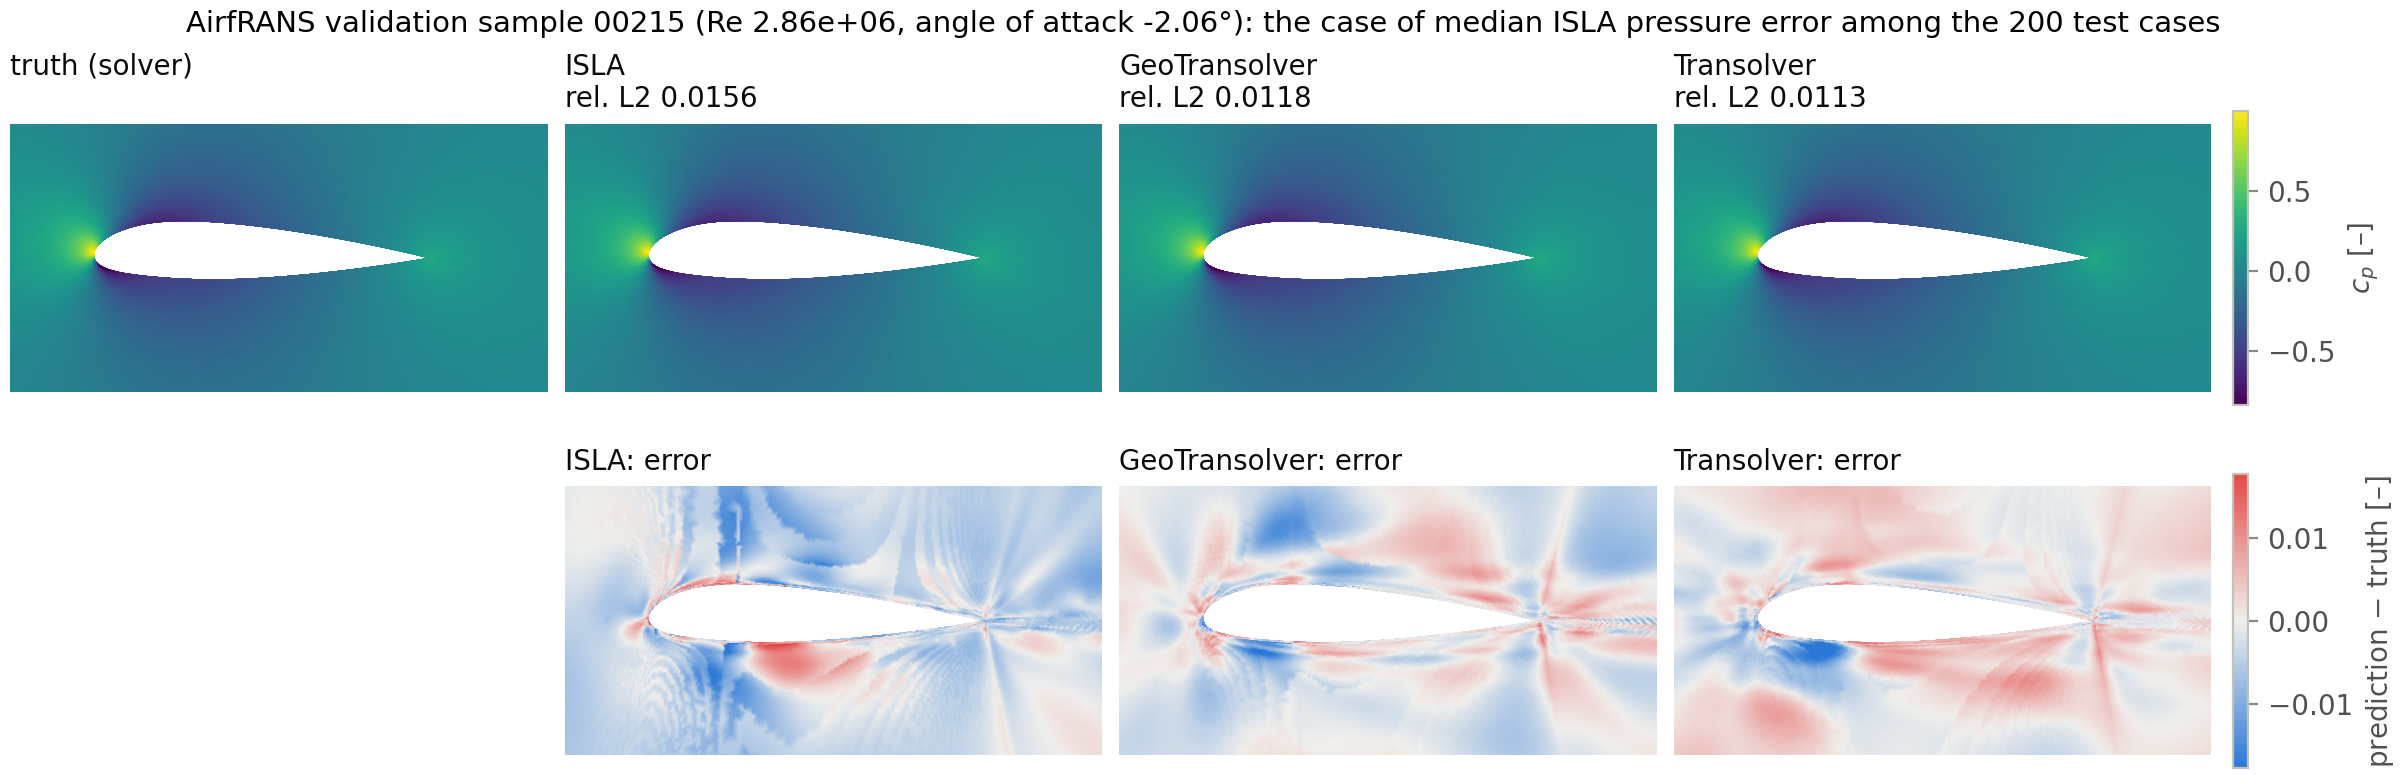 AirfRANS validation sample 00215 (Re 2.86e+06, angle of attack -2.06°): the case of median ISLA pressure error among the 200 test cases
truth (solver)
ISLA
rel. L2 0.0156
GeoTransolver
rel. L2 0.0118
Transolver
rel. L2 0.0113
0.5
0.0
−0.5
c_p [–]
ISLA: error
GeoTransolver: error
Transolver: error
0.01
0.00
−0.01
prediction − truth [–]